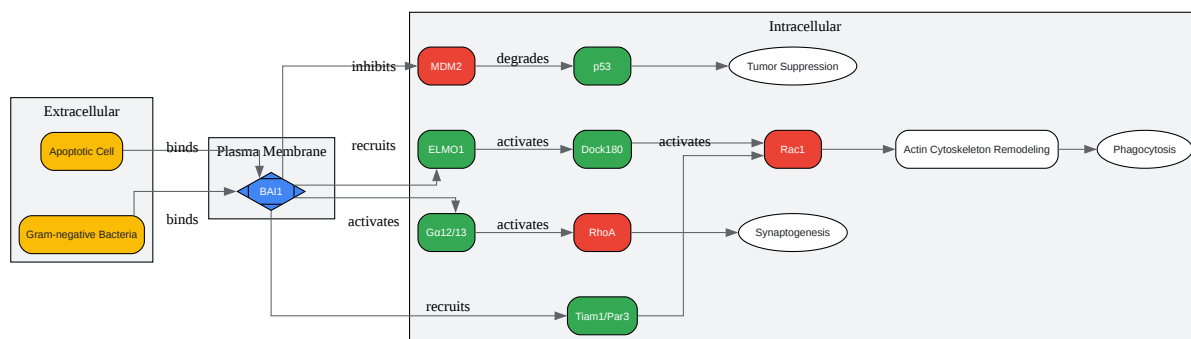 Intracellular
inhibits
MDM2
degrades
p53
Tumor Suppression
Extracellular
Apoptotic Cell
binds
Plasma Membrane
recruits
ELMO1
activates
Dock180
activates
Rac1
Actin Cytoskeleton Remodeling
Phagocytosis
BAI1
Gram-negative Bacteria
binds
activates
Gα12/13
activates
RhoA
Synaptogenesis
recruits
Tiam1/Par3